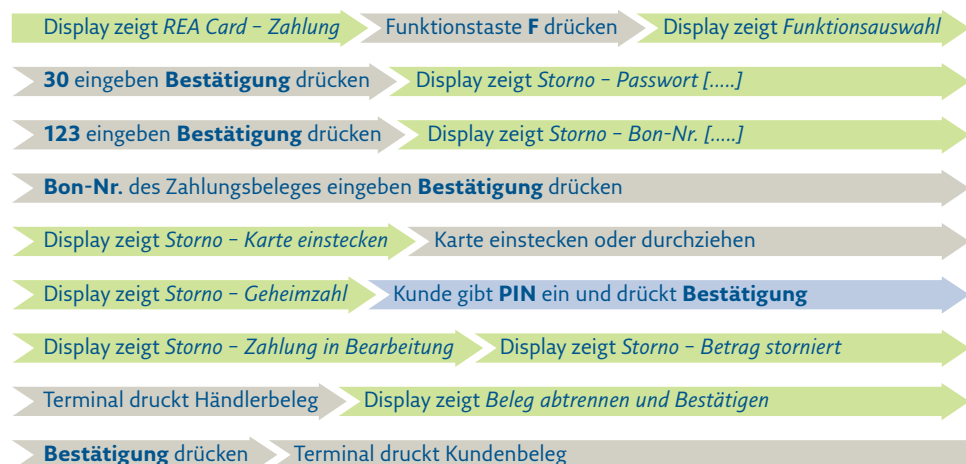 Display zeigt REA Card – Zahlung Funktionstaste F drücken Display zeigt Funktionsauswahl
30 eingeben Bestätigung drücken Display zeigt Storno – Passwort [.....]
123 eingeben Bestätigung drücken Display zeigt Storno – Bon-Nr. [.....]
Bon-Nr. des Zahlungsbeleges eingeben Bestätigung drücken
Display zeigt Storno – Karte einstecken Karte einstecken oder durchziehen
Display zeigt Storno – Geheimzahl Kunde gibt PIN ein und drückt Bestätigung
Display zeigt Storno – Zahlung in Bearbeitung Display zeigt Storno – Betrag storniert
Terminal druckt Händlerbeleg Display zeigt Beleg abtrennen und Bestätigen
Bestätigung drücken Terminal druckt Kundenbeleg